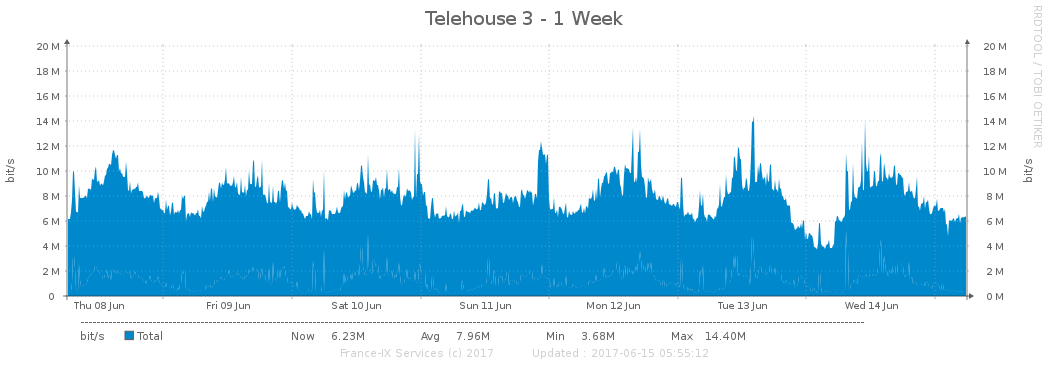 Telehouse 3 - 1 Week
RRDTOOL / TOBI OETIKER
bit/s
bit/s
20 M 20 M
18 M 18 M
16 M 16 M
14 M 14 M
12 M 12 M
10 M 10 M
8 M 8 M
6 M 6 M
4 M 4 M
2 M 2 M
0 0 M
Thu 08 Jun Fri 09 Jun Sat 10 Jun Sun 11 Jun Mon 12 Jun Tue 13 Jun Wed 14 Jun
bit/s Total Now 6.23M Avg 7.96M Min 3.68M Max 14.40M
France-IX Services (c) 2017 Updated : 2017-06-15 05:55:12